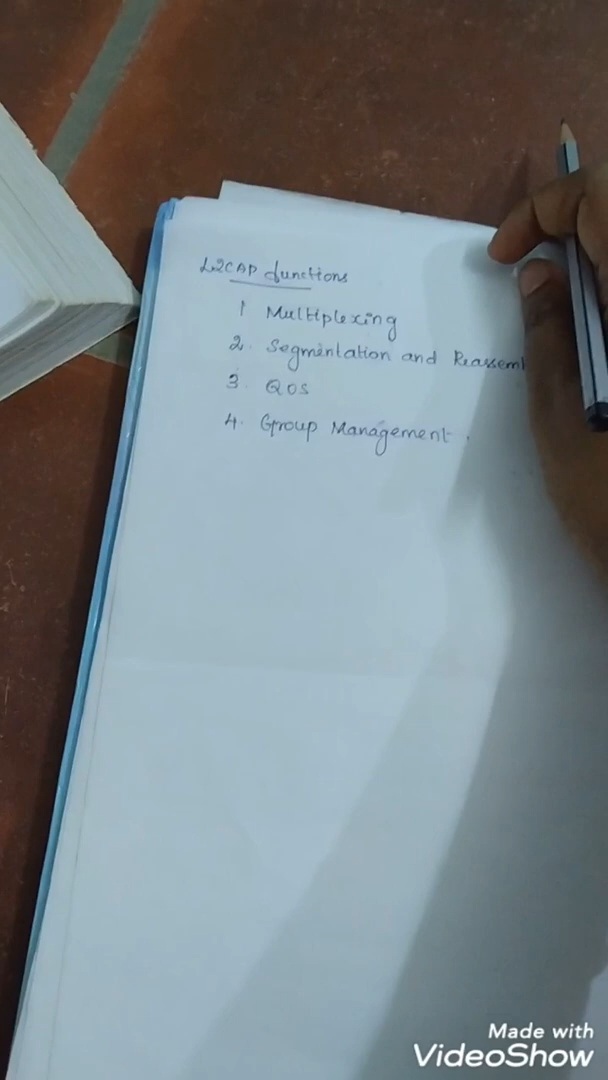 L2CAP functions
1 Multiplexing
2. Segmentation and Reassem
3. QOS
4. Group Management.
Made with
VideoShow